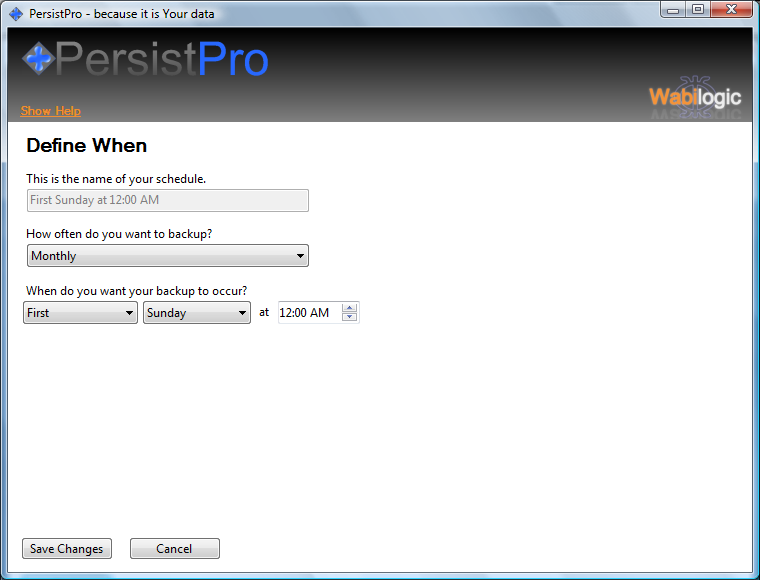 PersistPro - because it is Your data
PersistPro
Show Help
Wabilogic
Define When
This is the name of your schedule.
First Sunday at 12:00 AM
How often do you want to backup?
Monthly
When do you want your backup to occur?
First Sunday at 12:00 AM
Save Changes Cancel